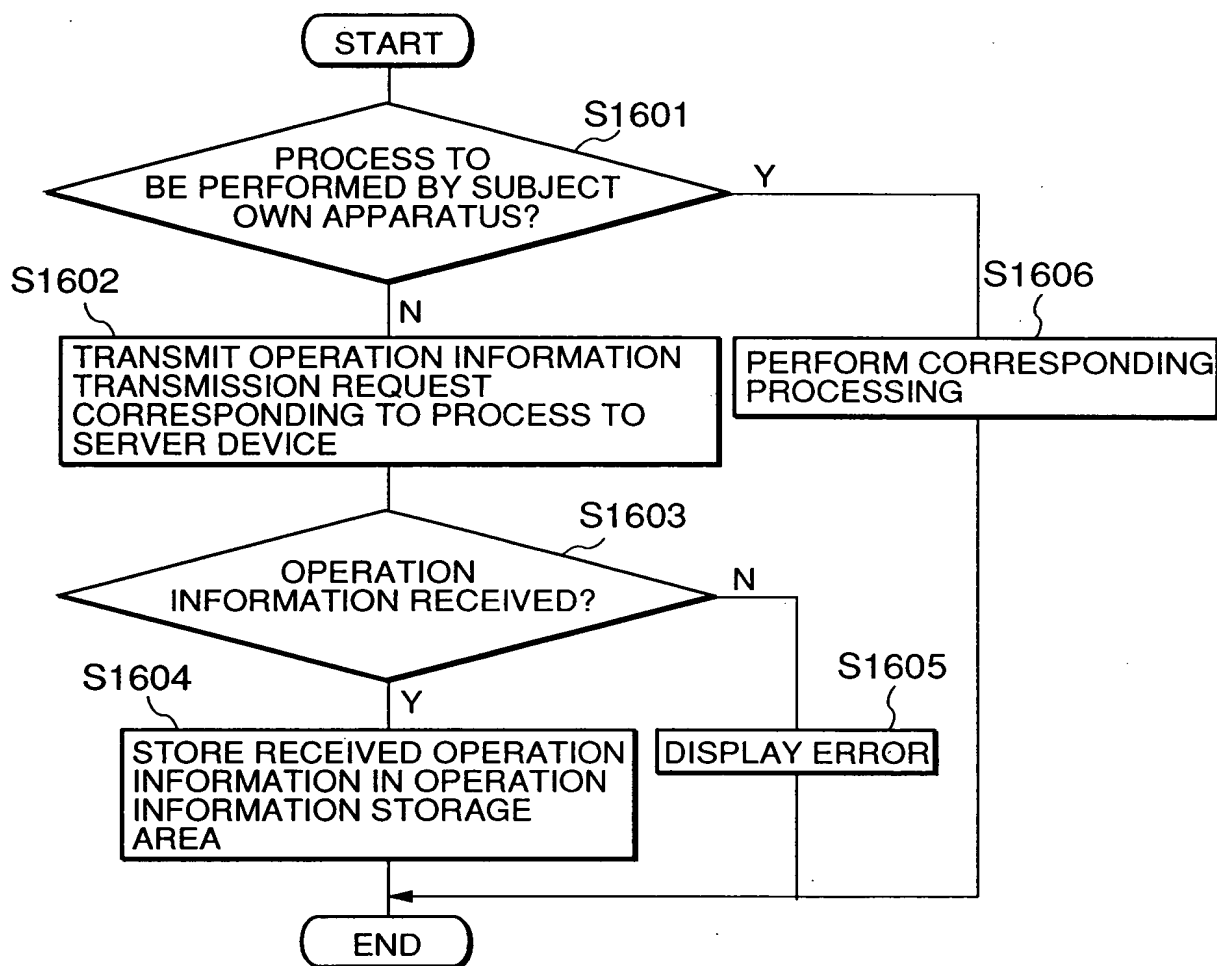 START
S1601
PROCESS TO
BE PERFORMED BY SUBJECT
OWN APPARATUS?
Y
N
S1602
TRANSMIT OPERATION INFORMATION
TRANSMISSION REQUEST
CORRESPONDING TO PROCESS TO
SERVER DEVICE
S1606
PERFORM CORRESPONDING
PROCESSING
S1603
OPERATION
INFORMATION RECEIVED?
N
Y
S1604
STORE RECEIVED OPERATION
INFORMATION IN OPERATION
INFORMATION STORAGE
AREA
S1605
DISPLAY ERROR
END